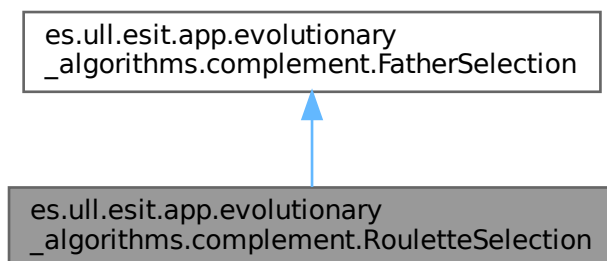 es.ull.esit.app.evolutionary
_algorithms.complement.FatherSelection
es.ull.esit.app.evolutionary
_algorithms.complement.RouletteSelection